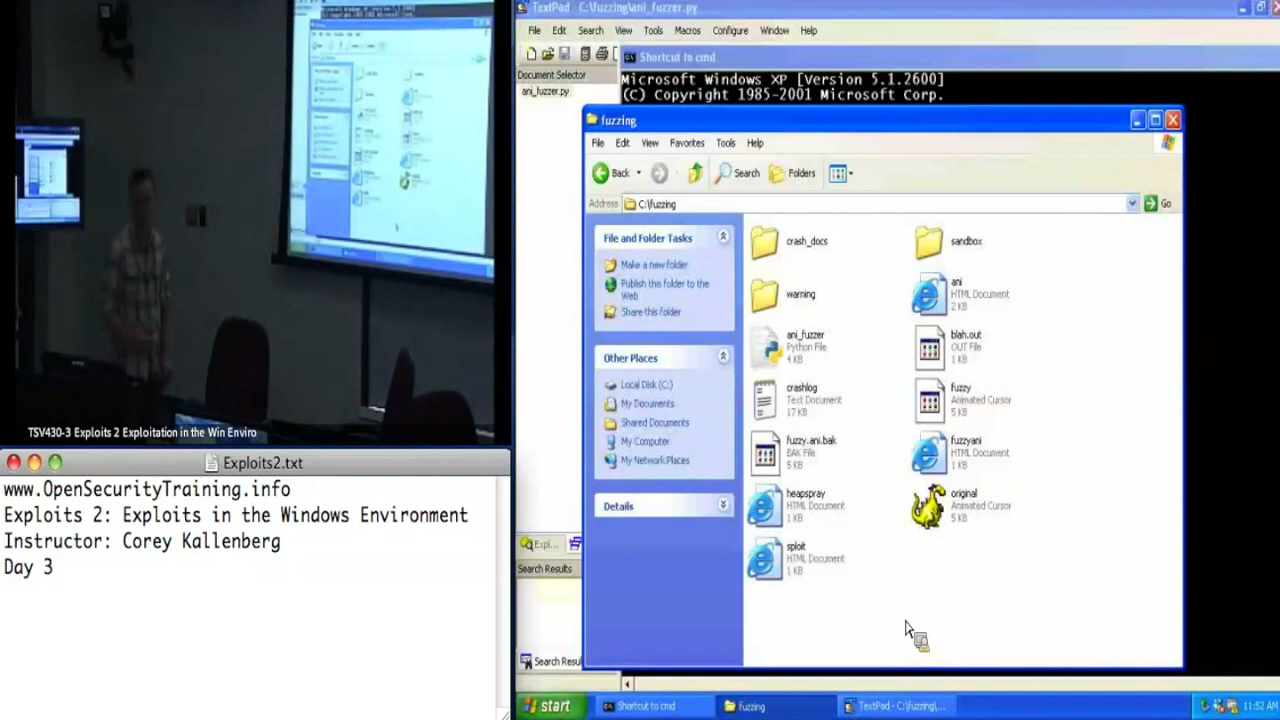 TextPad - C:\fuzzing\ani_fuzzer.py
File Edit Search View Tools Macros Configure Window Help
Document Selector
ani_fuzzer.py
Shortcut to cmd
Microsoft Windows XP [Version 5.1.2600]
(C) Copyright 1985-2001 Microsoft Corp.
fuzzing
File Edit View Favorites Tools Help
Back Search Folders
Address C:\fuzzing Go
File and Folder Tasks
Make a new folder
Publish this folder to the
Web
Share this folder
Other Places
Local Disk (C:)
My Documents
Shared Documents
My Computer
My Network Places
Details
crash_docs
sandbox
warning
ani
HTML Document
2 KB
ani_fuzzer
Python File
4 KB
blah.out
OUT File
1 KB
crashlog
Text Document
17 KB
fuzzy
Animated Cursor
5 KB
fuzzy.ani.bak
BAK File
5 KB
fuzzyani
HTML Document
1 KB
heapspray
HTML Document
1 KB
original
Animated Cursor
5 KB
sploit
HTML Document
1 KB
Expl...
Search Results
Search Resul
start
Shortcut to cmd
fuzzing
TextPad - C:\fuzzing\...
11:52 AM
TSV430-3 Exploits 2 Exploitation in the Win Enviro
Exploits2.txt
www.OpenSecurityTraining.info
Exploits 2: Exploits in the Windows Environment
Instructor: Corey Kallenberg
Day 3